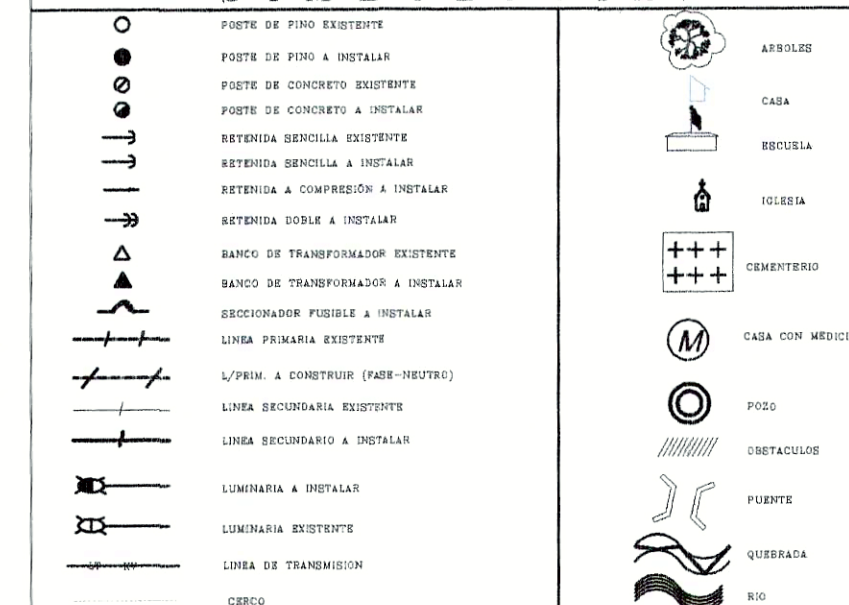 POSTE DE PINO EXISTENTE
POSTE DE PINO A INSTALAR
POSTE DE CONCRETO EXISTENTE
POSTE DE CONCRETO A INSTALAR
RETENIDA SENCILLA EXISTENTE
RETENIDA SENCILLA A INSTALAR
RETENIDA A COMPRESIÓN A INSTALAR
RETENIDA DOBLE A INSTALAR
BANCO DE TRANSFORMADOR EXISTENTE
BANCO DE TRANSFORMADOR A INSTALAR
SECCIONADOR FUSIBLE A INSTALAR
LINEA PRIMARIA EXISTENTE
L/PRIM. A CONSTRUIR (FASE-NEUTRO)
LINEA SECUNDARIA EXISTENTE
LINEA SECUNDARIO A INSTALAR
LUMINARIA A INSTALAR
LUMINARIA EXISTENTE
LINEA DE TRANSMISION
CERCO
ARBOLES
CASA
ESCUELA
IGLESIA
CEMENTERIO
M
CASA CON MEDICI
POZO
OBSTACULOS
PUENTE
QUEBRADA
RIO